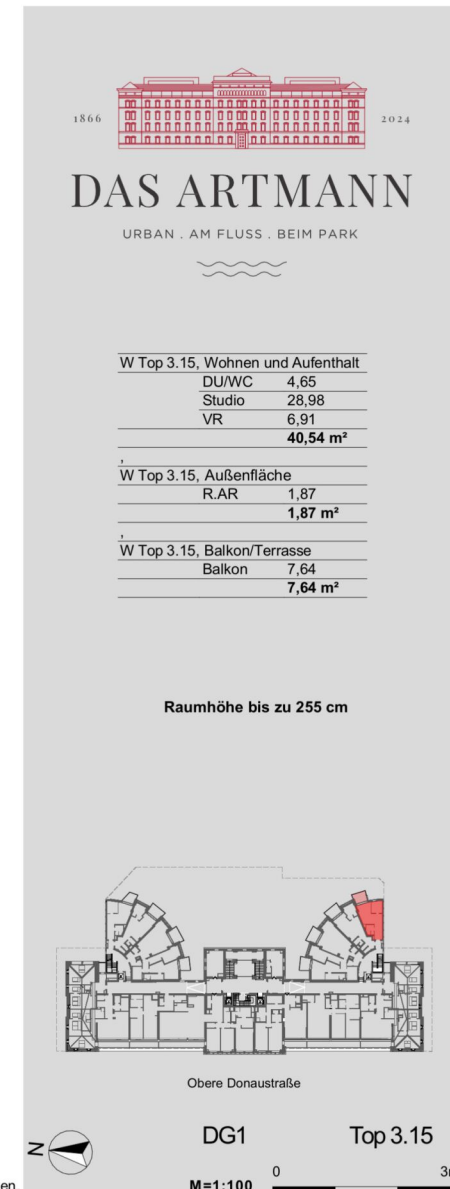 1866 2024
DAS ARTMANN
URBAN . AM FLUSS . BEIM PARK
W Top 3.15, Wohnen und Aufenthalt
DU/WC 4,65
Studio 28,98
VR 6,91
40,54 m²
,
W Top 3.15, Außenfläche
R.AR 1,87
1,87 m²
,
W Top 3.15, Balkon/Terrasse
Balkon 7,64
7,64 m²
Raumhöhe bis zu 255 cm
Obere Donaustraße
N
DG1 Top 3.15
M=1:100 0